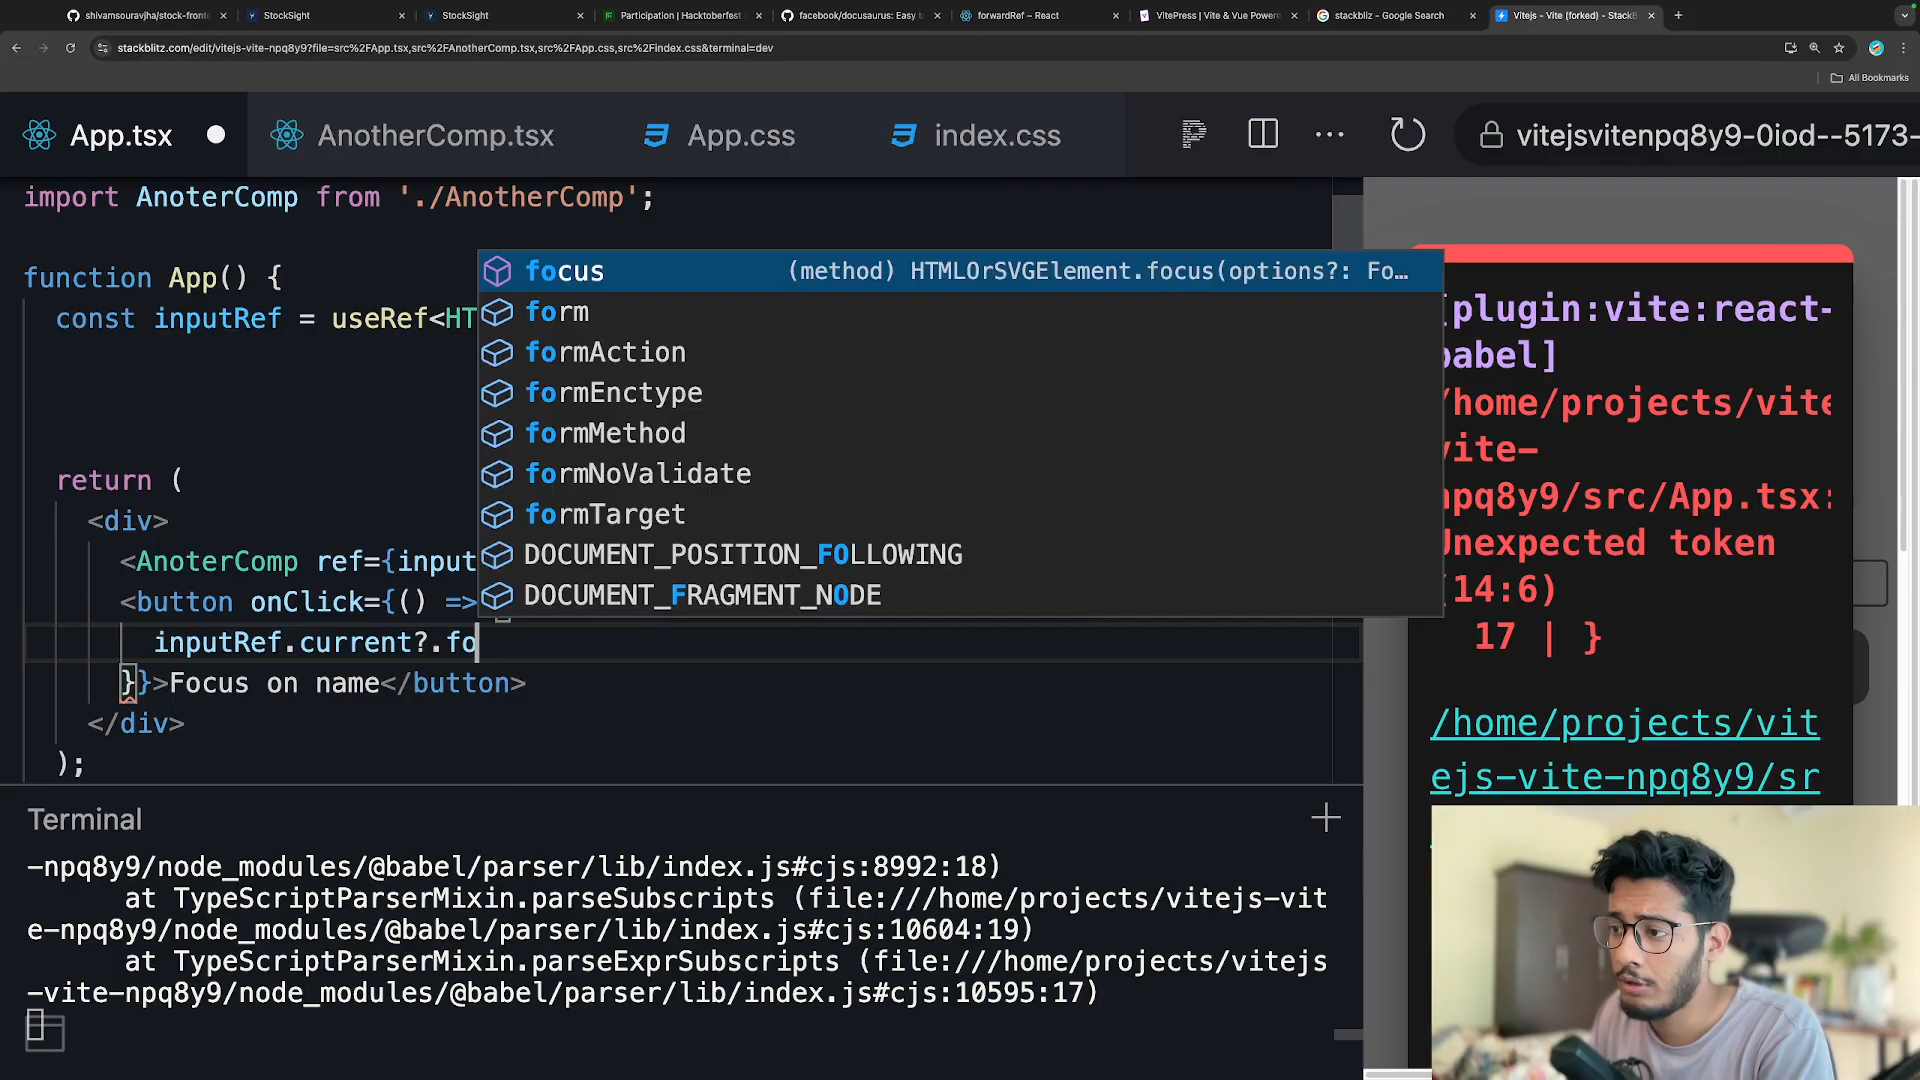 shivamsouravjha/stock-front
StockSight
StockSight
Participation | Hacktoberfest
facebook/docusaurus: Easy t
forwardRef – React
VitePress | Vite & Vue Powere
stackbliz - Google Search
Vitejs - Vite (forked) - StackB
stackblitz.com/edit/vitejs-vite-npq8y9?file=src%2FApp.tsx,src%2FAnotherComp.tsx,src%2FApp.css,src%2Findex.css&terminal=dev
All Bookmarks
App.tsx
AnotherComp.tsx
App.css
index.css
vitejsvitenpq8y9-0iod--5173-
import AnoterComp from './AnotherComp';
function App() {
const inputRef = useRef<HT
return (
<div>
<AnoterComp ref={input
<button onClick={() =>
inputRef.current?.fo
}}>Focus on name</button>
</div>
);
focus (method) HTMLOrSVGElement.focus(options?: Fo…
form
formAction
formEnctype
formMethod
formNoValidate
formTarget
DOCUMENT_POSITION_FOLLOWING
DOCUMENT_FRAGMENT_NODE
[plugin:vite:react-
babel]
/home/projects/vite
vite-
npq8y9/src/App.tsx:
Unexpected token
(14:6)
17 | }
/home/projects/vit
ejs-vite-npq8y9/sr
Terminal
-npq8y9/node_modules/@babel/parser/lib/index.js#cjs:8992:18)
at TypeScriptParserMixin.parseSubscripts (file:///home/projects/vitejs-vit
e-npq8y9/node_modules/@babel/parser/lib/index.js#cjs:10604:19)
at TypeScriptParserMixin.parseExprSubscripts (file:///home/projects/vitejs
-vite-npq8y9/node_modules/@babel/parser/lib/index.js#cjs:10595:17)